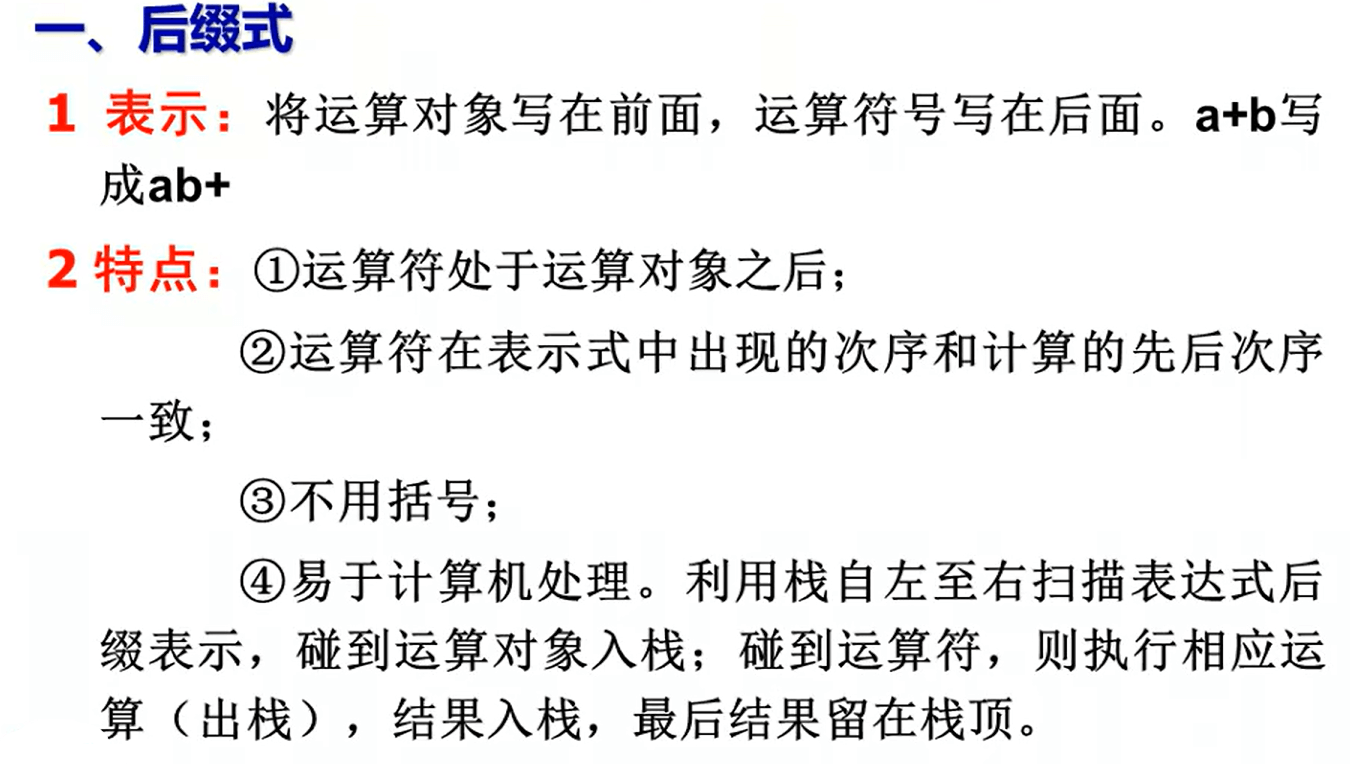 一、后缀式
1 表示：将运算对象写在前面，运算符号写在后面。a+b写
成ab+
2 特点：①运算符处于运算对象之后；
②运算符在表示式中出现的次序和计算的先后次序
一致；
③不用括号；
④易于计算机处理。利用栈自左至右扫描表达式后
缀表示，碰到运算对象入栈；碰到运算符，则执行相应运
算（出栈），结果入栈，最后结果留在栈顶。